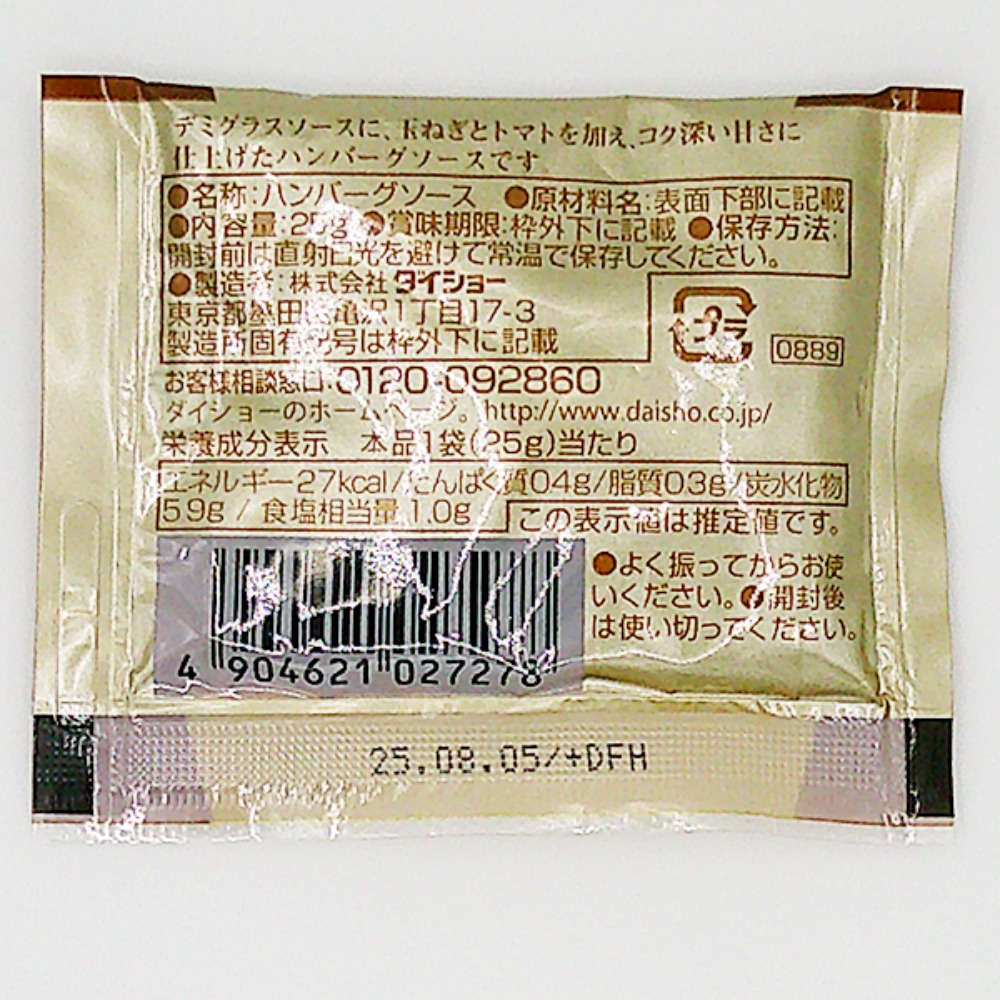 デミグラスソースに、玉ねぎとトマトを加え、コク深い甘さに
仕上げたハンバーグソースです。
●名称:ハンバーグソース ●原材料名:表面下部に記載
●内容量:25g ●賞味期限:枠外下に記載 ●保存方法:
開封前は直射日光を避けて常温で保存してください。
●製造者:株式会社 ダイショー
東京都墨田区亀沢1丁目17-3
製造所固有記号は枠外下に記載
プラ
0889
お客様相談窓口:0120-092860
ダイショーのホームページ。http://www.daisho.co.jp/
栄養成分表示 本品1袋(25g)当たり
エネルギー27kcal/たんぱく質0.4g/脂質0.3g/炭水化物
5.9g / 食塩相当量 1.0g
この表示値は推定値です。
●よく振ってからお使
いください。●開封後
は使い切ってください。
4 904621 027278
25.08.05/+DFH